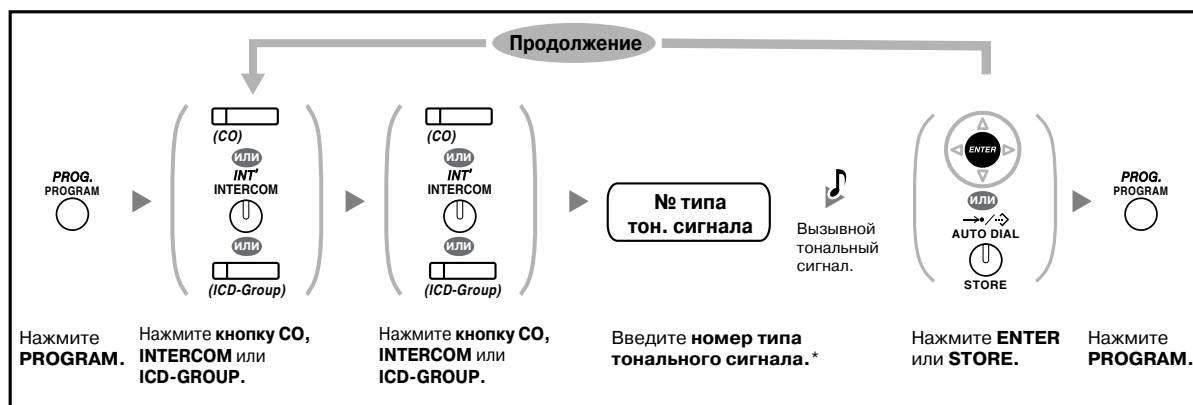 Продолжение
PROG.
PROGRAM
(CO)
или
INT'
INTERCOM
или
(ICD-Group)
(CO)
или
INT'
INTERCOM
или
(ICD-Group)
№ типа
тон. сигнала
Вызывной
тональный
сигнал.
ENTER
или
AUTO DIAL
STORE
PROG.
PROGRAM
Нажмите
PROGRAM.
Нажмите кнопку CO,
INTERCOM или
ICD-GROUP.
Нажмите кнопку CO,
INTERCOM или
ICD-GROUP.
Введите номер типа
тонального сигнала.*
Нажмите ENTER
или STORE.
Нажмите
PROGRAM.